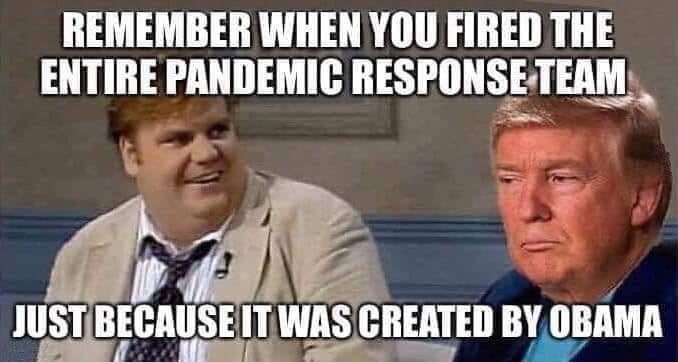 REMEMBER WHEN YOU FIRED THE
ENTIRE PANDEMIC RESPONSE TEAM
JUST BECAUSE IT WAS CREATED BY OBAMA